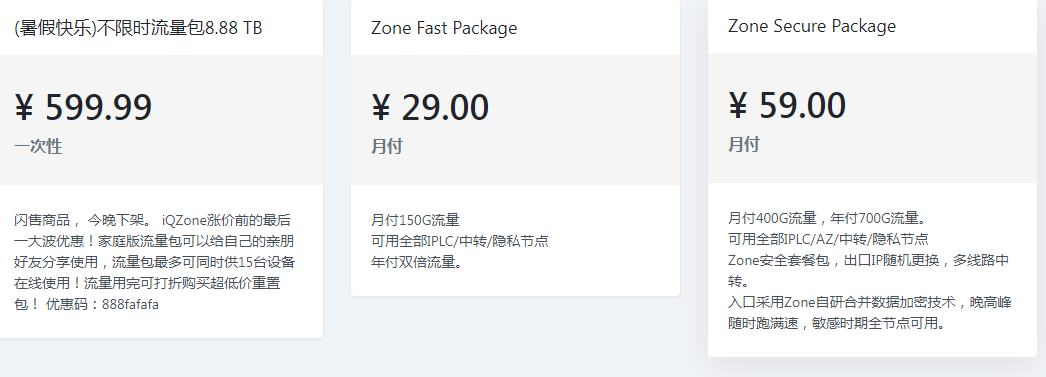 (暑假快乐)不限时流量包8.88 TB
¥ 599.99
一次性
闪售商品， 今晚下架。 iQZone涨价前的最后
一大波优惠！家庭版流量包可以给自己的亲朋
好友分享使用，流量包最多可同时供15台设备
在线使用！流量用完可打折购买超低价重置
包！ 优惠码：888fafafa
Zone Fast Package
¥ 29.00
月付
月付150G流量
可用全部IPLC/中转/隐私节点
年付双倍流量。
Zone Secure Package
¥ 59.00
月付
月付400G流量，年付700G流量。
可用全部IPLC/AZ/中转/隐私节点
Zone安全套餐包，出口IP随机更换，多线路中
转。
入口采用Zone自研合并数据加密技术，晚高峰
随时跑满速，敏感时期全节点可用。